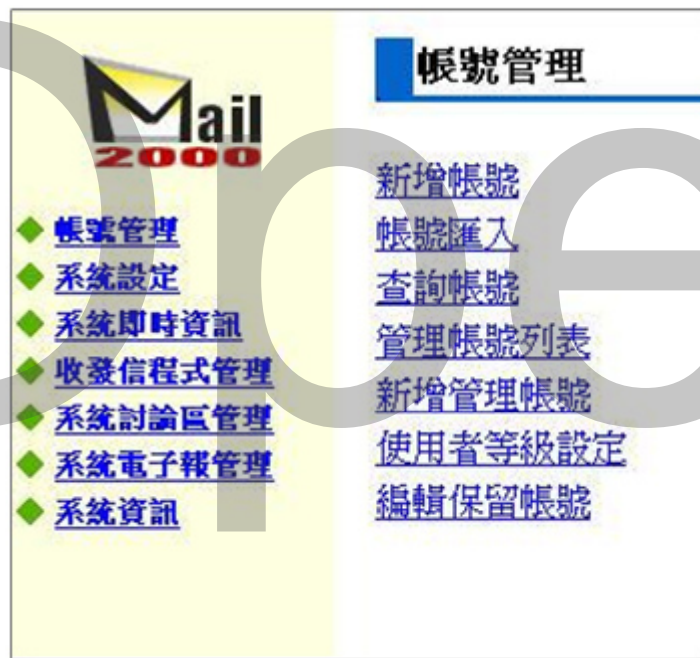 Mail
2000
帳號管理
系統設定
系統即時資訊
收發信程式管理
系統討論區管理
系統電子報管理
系統資訊
帳號管理
新增帳號
帳號匯入
查詢帳號
管理帳號列表
新增管理帳號
使用者等級設定
編輯保留帳號
Ope